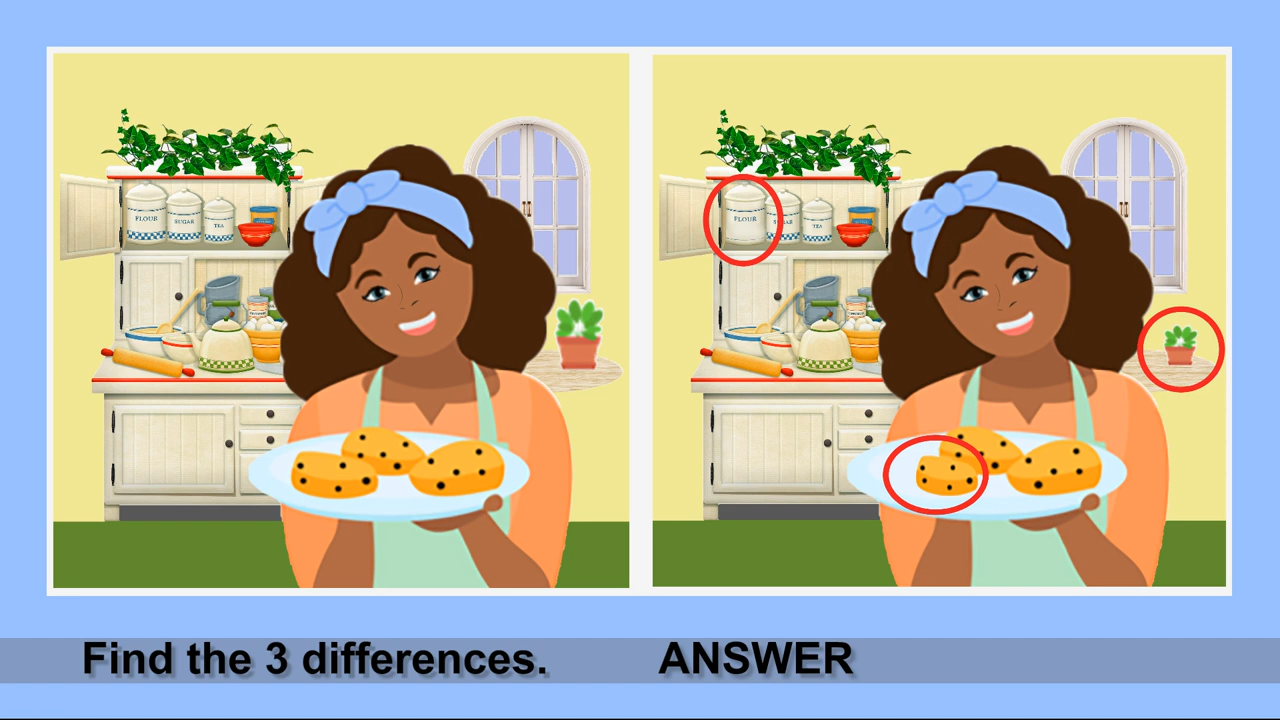 FLOUR
SUGAR
TEA
FLOUR
TEA
Find the 3 differences.
ANSWER